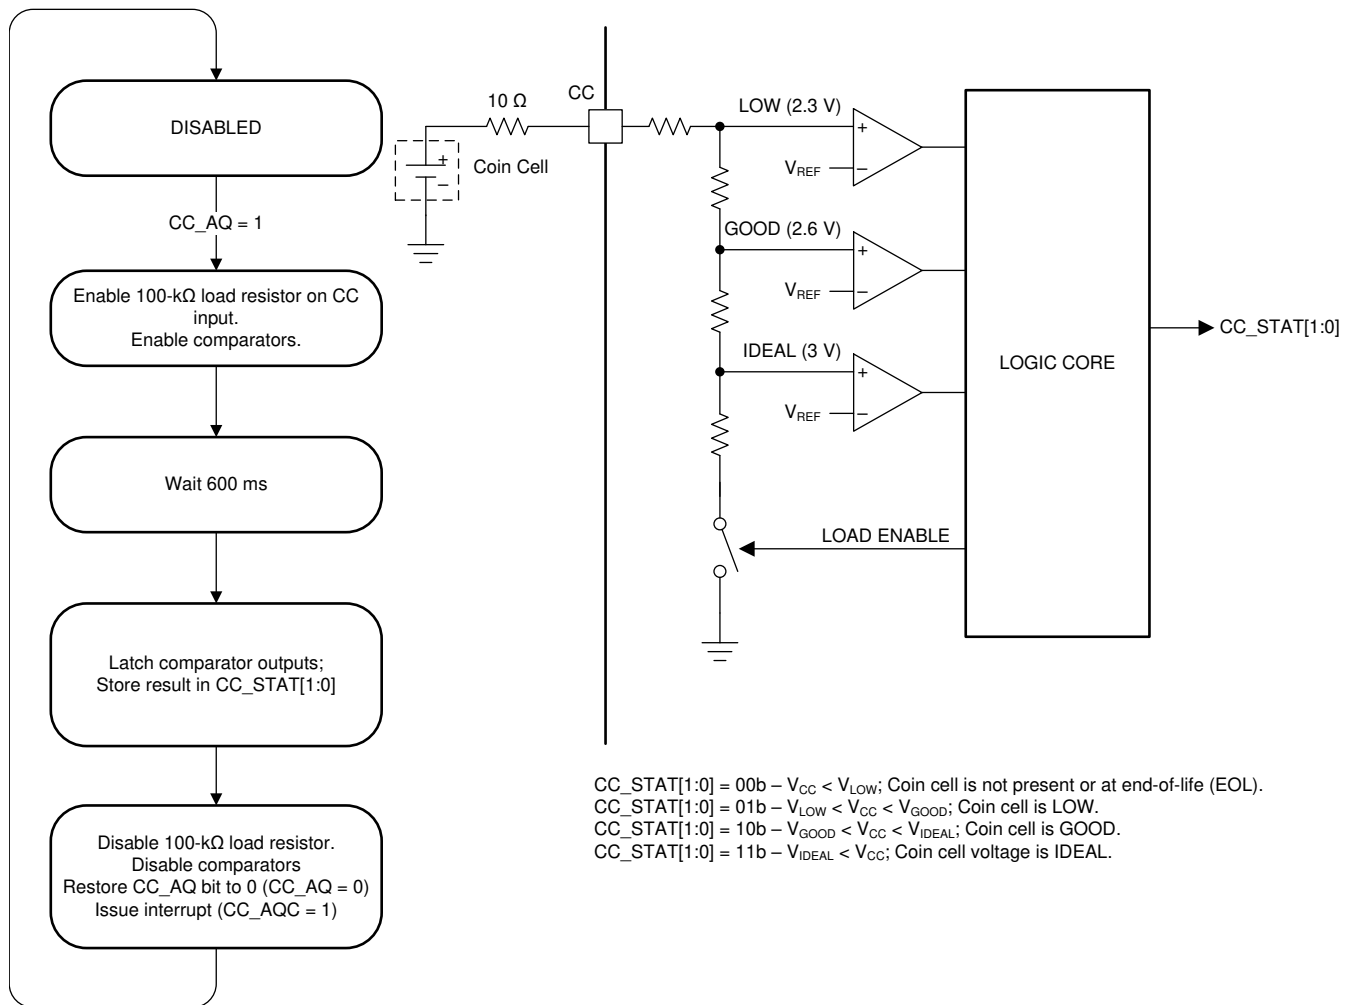 DISABLED
CC_AQ = 1
Enable 100-kΩ load resistor on CC
input.
Enable comparators.
Wait 600 ms
Latch comparator outputs;
Store result in CC_STAT[1:0]
Disable 100-kΩ load resistor.
Disable comparators
Restore CC_AQ bit to 0 (CC_AQ = 0)
Issue interrupt (CC_AQC = 1)
10 Ω
CC
+
−
Coin Cell
LOW (2.3 V)
+
VREF
−
GOOD (2.6 V)
+
VREF
−
IDEAL (3 V)
+
VREF
−
LOAD ENABLE
LOGIC CORE
CC_STAT[1:0]
CC_STAT[1:0] = 00b – VCC < VLOW; Coin cell is not present or at end-of-life (EOL).
CC_STAT[1:0] = 01b – VLOW < VCC < VGOOD; Coin cell is LOW.
CC_STAT[1:0] = 10b – VGOOD < VCC < VIDEAL; Coin cell is GOOD.
CC_STAT[1:0] = 11b – VIDEAL < VCC; Coin cell voltage is IDEAL.